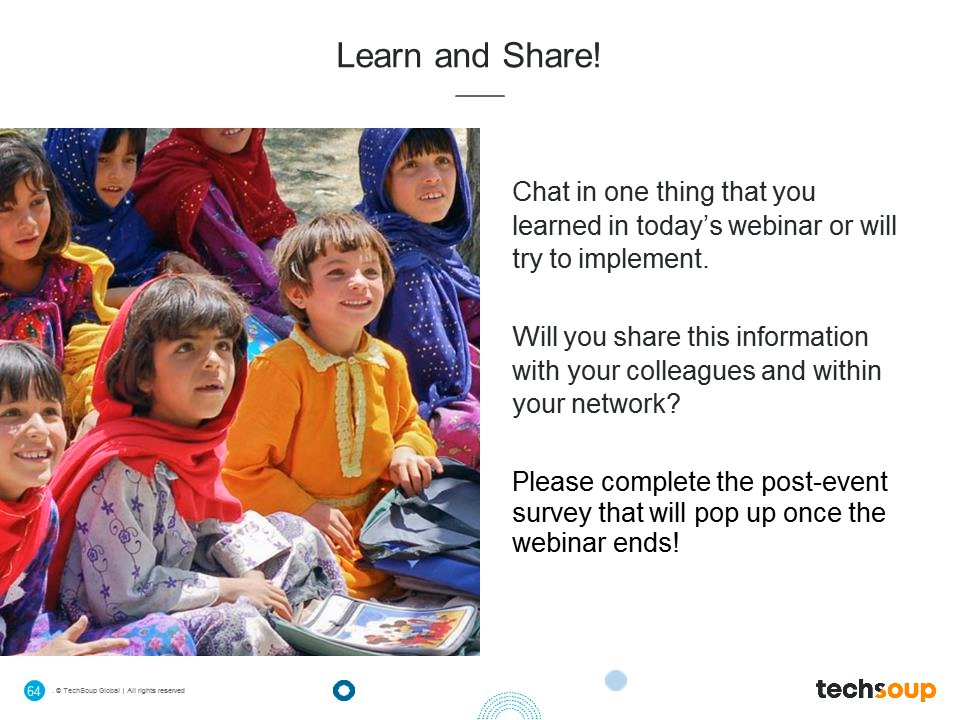 Learn and Share!
Chat in one thing that you
learned in today’s webinar or will
try to implement.
Will you share this information
with your colleagues and within
your network?
Please complete the post-event
survey that will pop up once the
webinar ends!
64 . © TechSoup Global | All rights reserved
techsoup